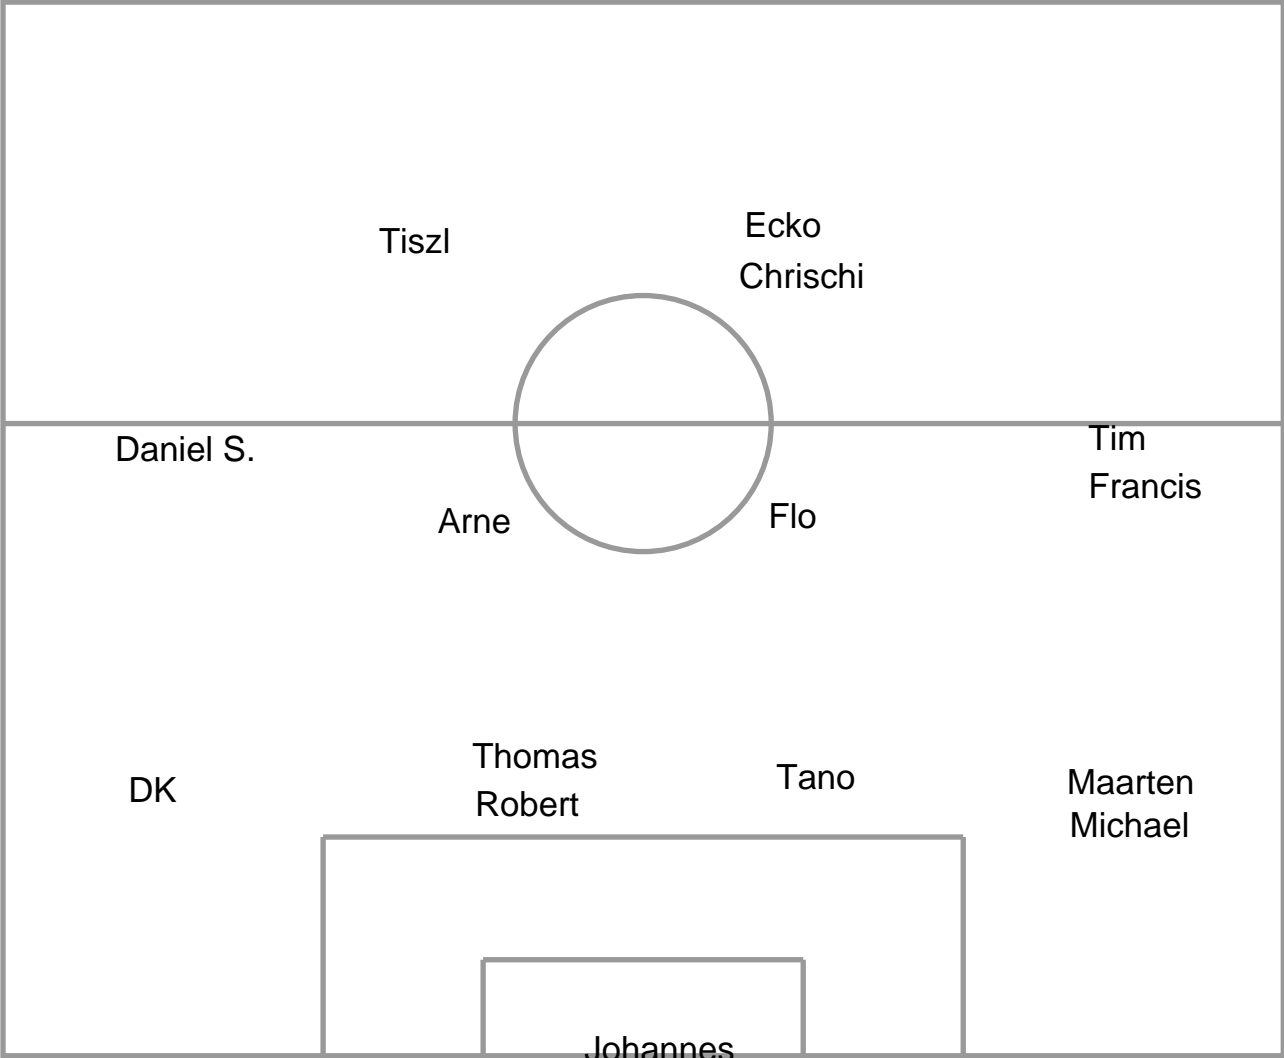 Tiszl
Ecko
Chrischi
Daniel S.
Tim
Francis
Arne
Flo
DK
Thomas
Robert
Tano
Maarten
Michael
Johannes